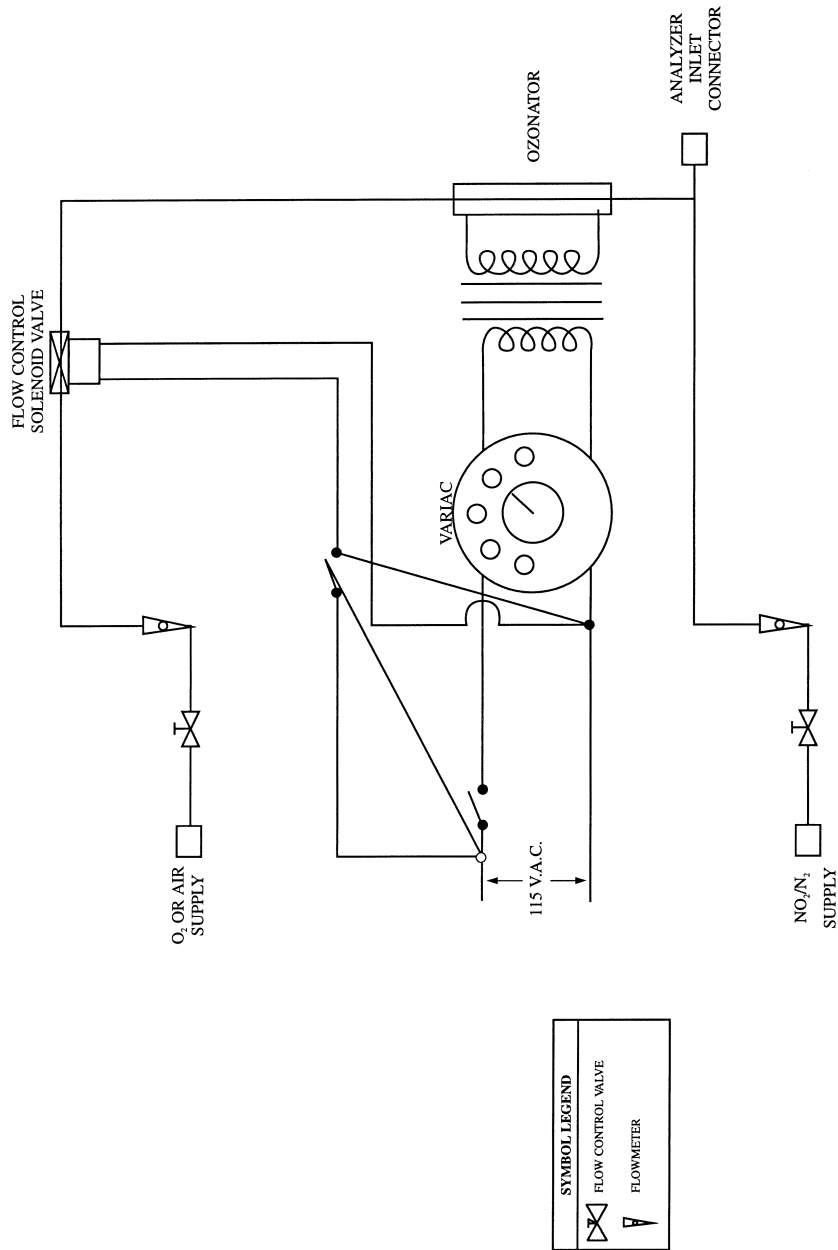 FLOW CONTROL
SOLENOID VALVE
OZONATOR
ANALYZER
INLET
CONNECTOR
VARIAC
O₂ OR AIR
SUPPLY
115 V.A.C.
NO₂/N₂
SUPPLY
SYMBOL LEGEND
FLOW CONTROL VALVE
FLOWMETER